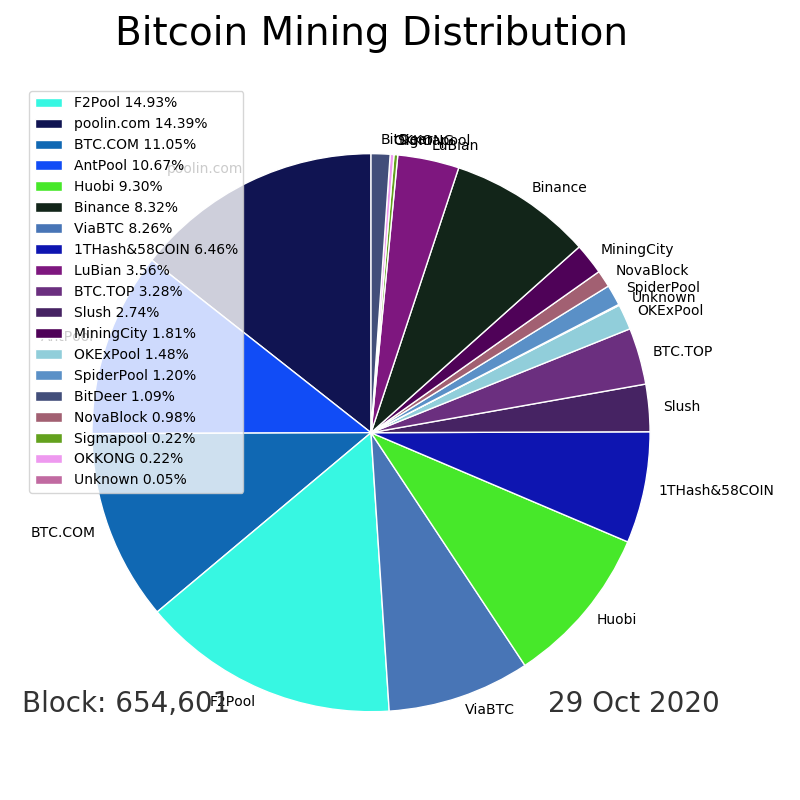 Bitcoin Mining Distribution
F2Pool 14.93%
poolin.com 14.39%
BTC.COM 11.05%
AntPool 10.67%
Huobi 9.30%
Binance 8.32%
ViaBTC 8.26%
1THash&58COIN 6.46%
LuBian 3.56%
BTC.TOP 3.28%
Slush 2.74%
MiningCity 1.81%
OKExPool 1.48%
SpiderPool 1.20%
BitDeer 1.09%
NovaBlock 0.98%
Sigmapool 0.22%
OKKONG 0.22%
Unknown 0.05%
poolin.com
AntPool
LuBian
Binance
MiningCity
NovaBlock
SpiderPool
Unknown
OKExPool
BTC.TOP
Slush
1THash&58COIN
Huobi
ViaBTC
F2Pool
BTC.COM
Block: 654,601
29 Oct 2020